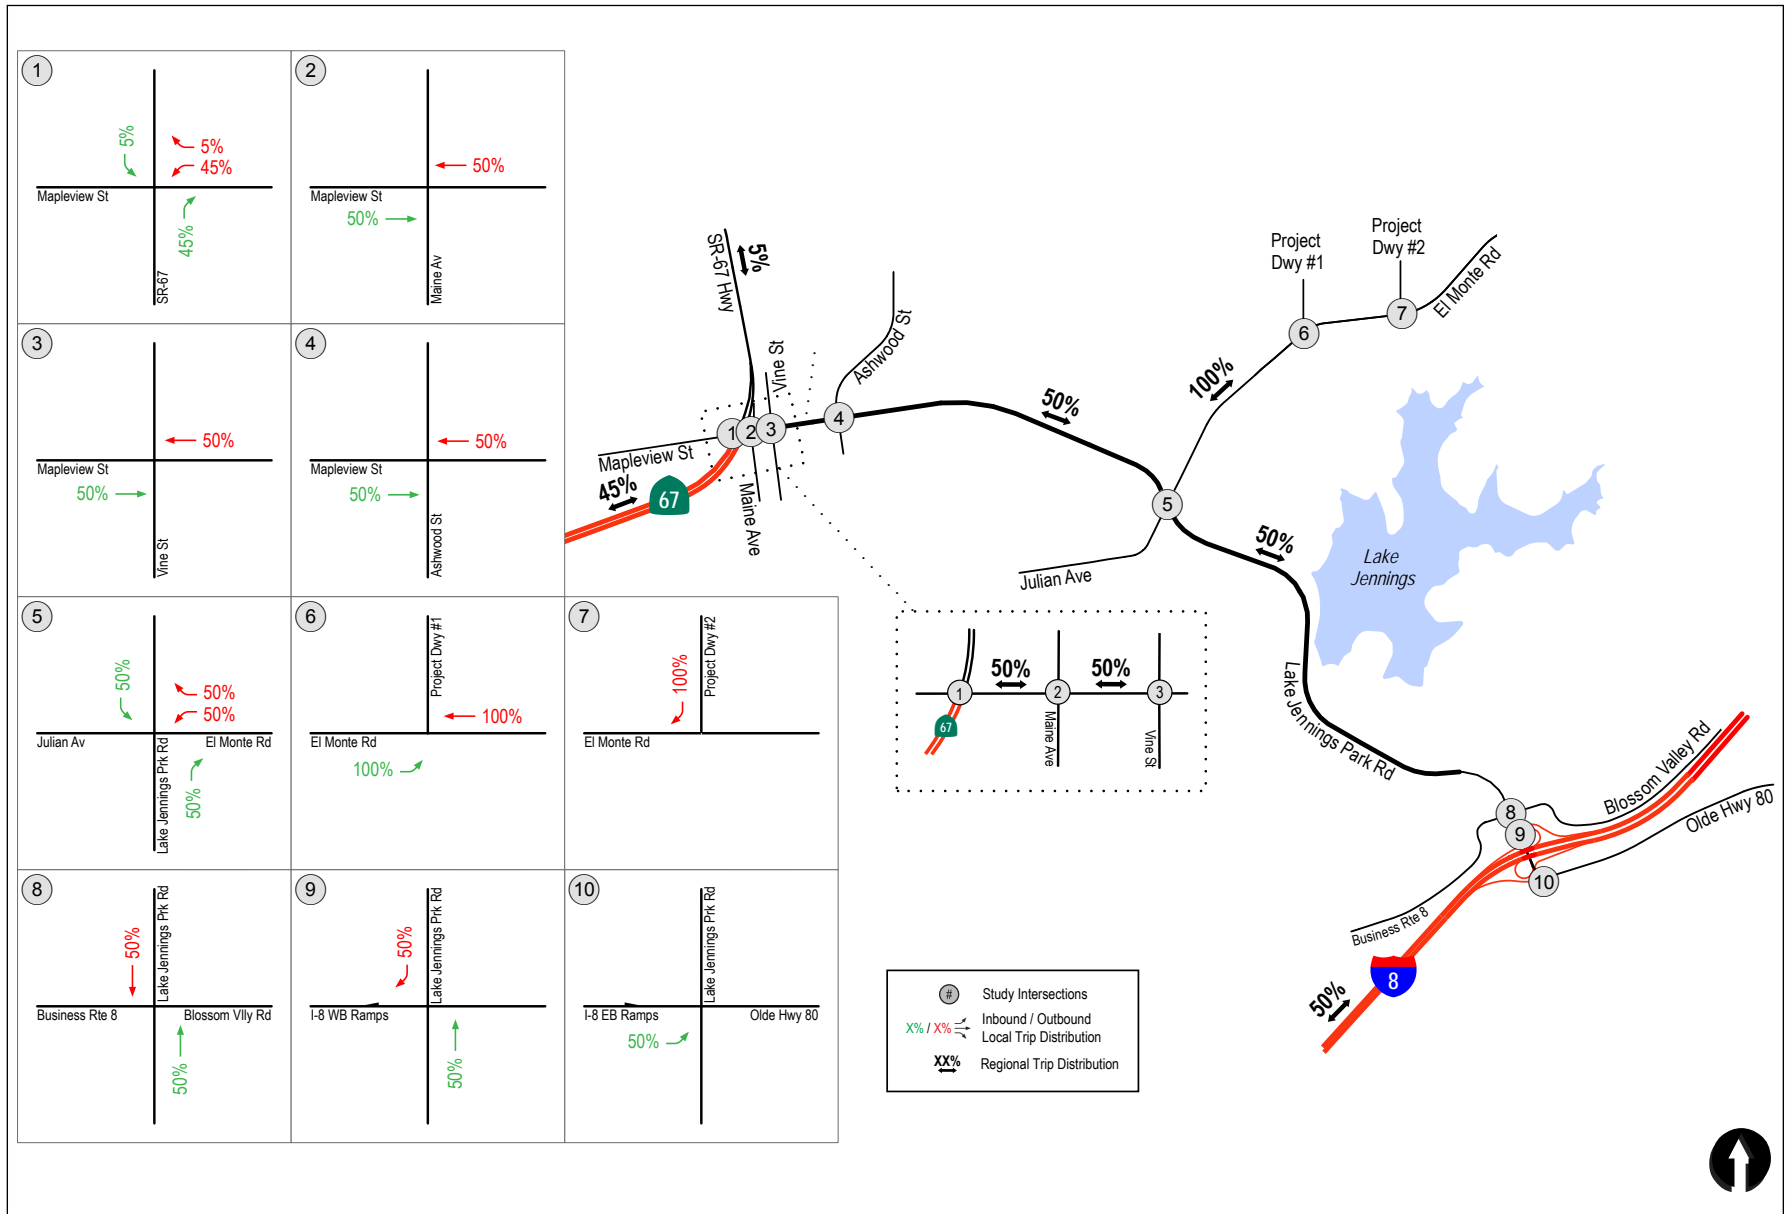 1
5%
5%
45%
Mapleview St
45%
SR-67
2
50%
Mapleview St
50%
Maine Av
3
50%
Mapleview St
50%
Vine St
4
50%
Mapleview St
50%
Ashwood St
5
50%
50%
50%
Julian Av
El Monte Rd
50%
Lake Jennings Prk Rd
6
Project Dwy #1
100%
El Monte Rd
100%
7
Project Dwy #2
100%
El Monte Rd
8
Lake Jennings Prk Rd
50%
Business Rte 8
Blossom Vlly Rd
50%
9
Lake Jennings Prk Rd
50%
I-8 WB Ramps
50%
10
Lake Jennings Prk Rd
I-8 EB Ramps
Olde Hwy 80
50%
SR-67 Hwy
5%
Vine St
Ashwood St
1
2
3
4
Mapleview St
45%
67
Maine Ave
50%
Project
Dwy #1
Project
Dwy #2
El Monte Rd
6
7
100%
5
Julian Ave
50%
Lake
Jennings
Lake Jennings Park Rd
50%
50%
1
2
3
67
Maine Ave
Vine St
Blossom Valley Rd
Olde Hwy 80
8
9
10
Business Rte 8
8
50%
#
Study Intersections
X% / X%
Inbound / Outbound
Local Trip Distribution
XX%
Regional Trip Distribution